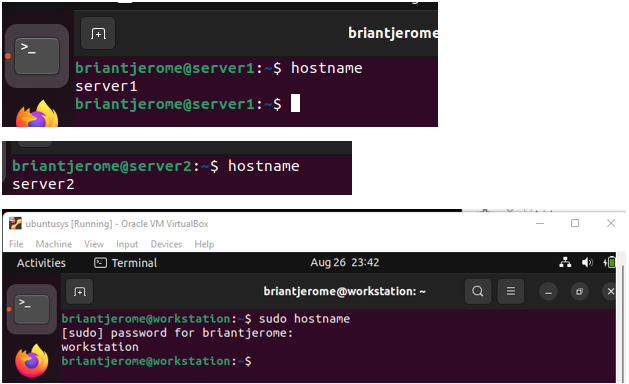 briantjerome
briantjerome@server1:~$ hostname
server1
briantjerome@server1:~$
briantjerome@server2:~$ hostname
server2
ubuntusys [Running] - Oracle VM VirtualBox
File Machine View Input Devices Help
Activities >_ Terminal Aug 26 23:42
briantjerome@workstation: ~
briantjerome@workstation:~$ sudo hostname
[sudo] password for briantjerome:
workstation
briantjerome@workstation:~$